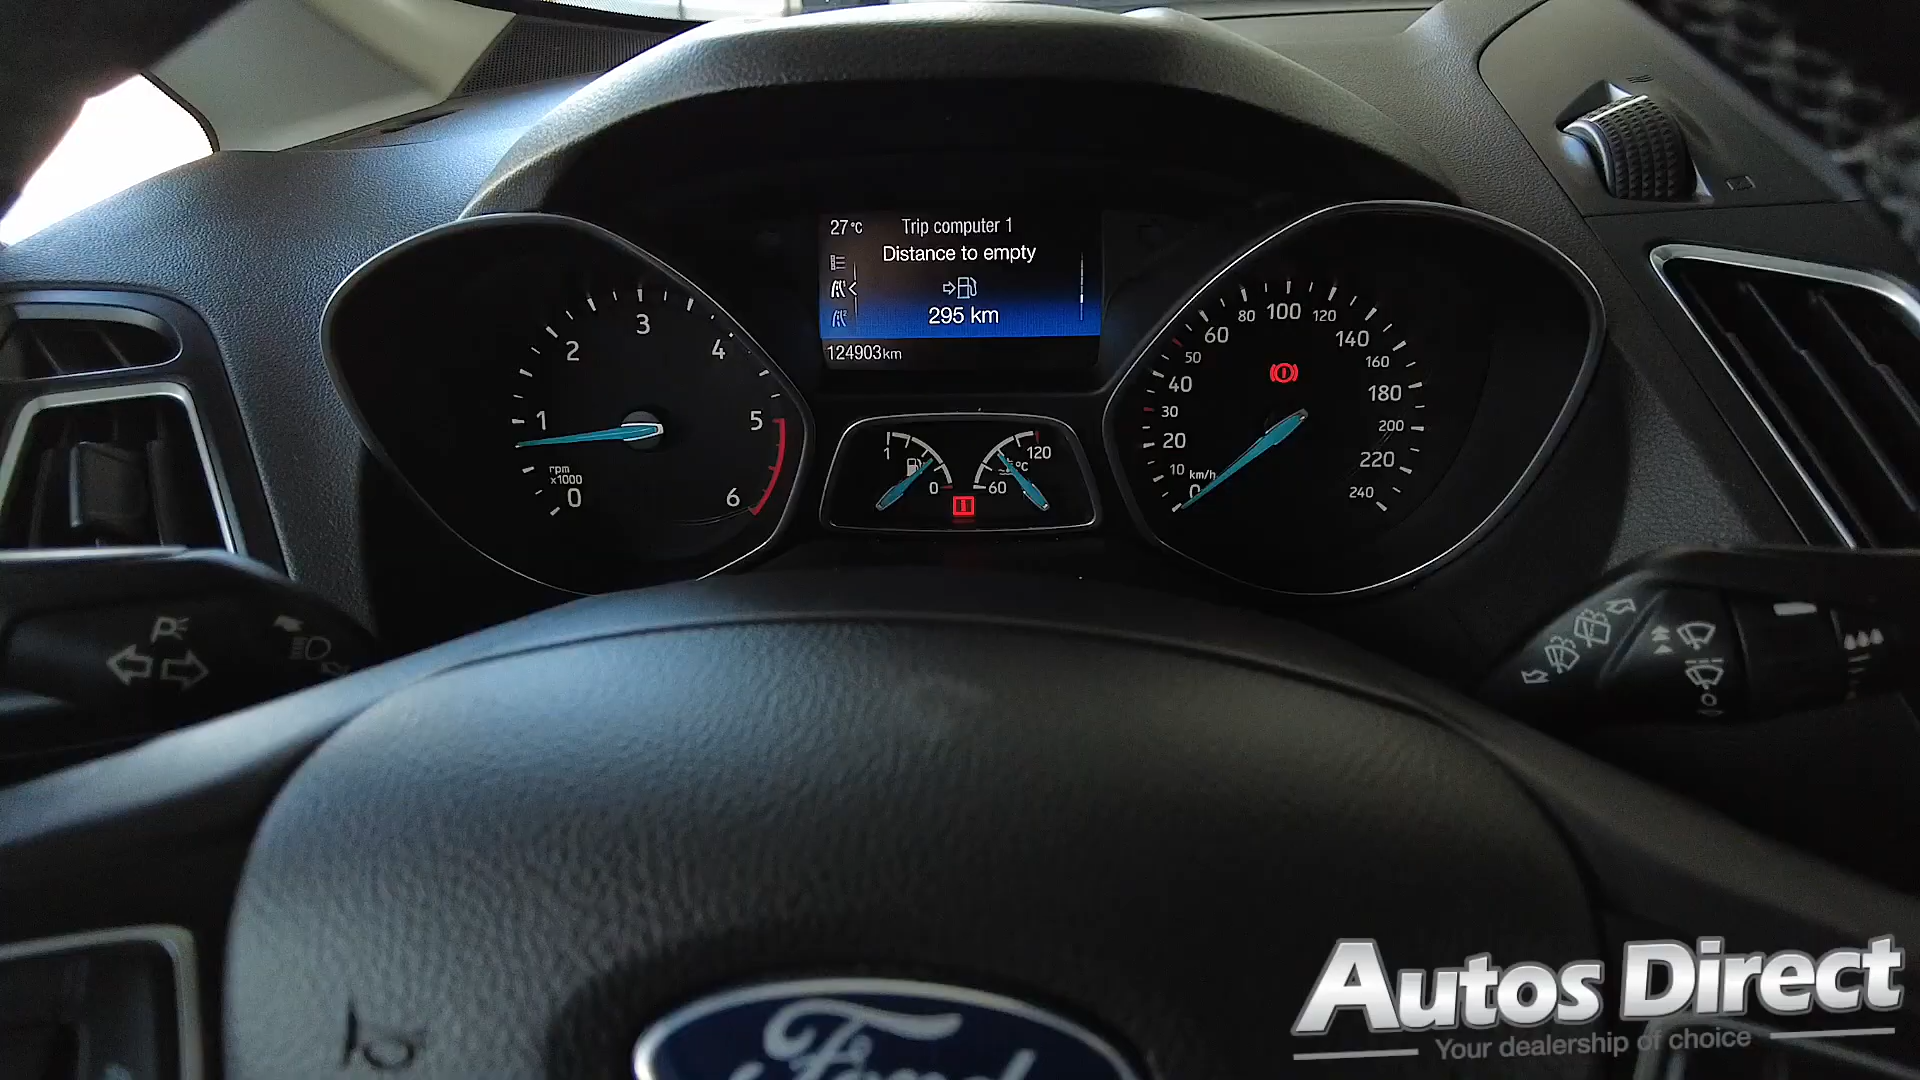 27°C Trip computer 1
Distance to empty
295 km
124903km
1 2 3 4 5 6 0
rpm
x1000
1 0
60 120
°C
0 10 20 30 40 50 60 80 100 120 140 160 180 200 220 240
km/h
Ford
Autos Direct
Your dealership of choice